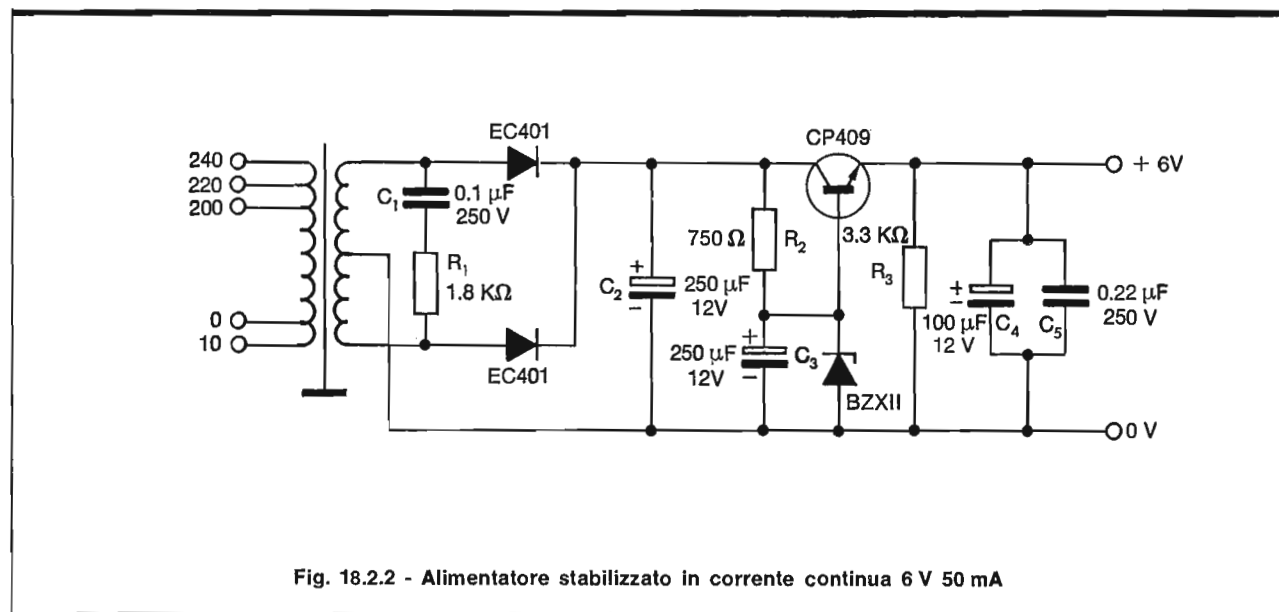 EC401
CP409
240
220
200
0
10
C1
0.1 µF
250 V
R1
1.8 KΩ
EC401
+
C2
−
250 µF
12V
750 Ω
R2
+
250 µF
12V
−
C3
BZXII
3.3 KΩ
R3
+
−
100 µF
12 V
C4
C5
0.22 µF
250 V
+ 6V
0 V
Fig. 18.2.2 - Alimentatore stabilizzato in corrente continua 6 V 50 mA